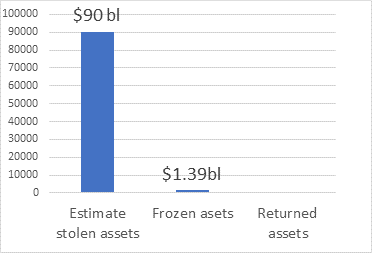 100000
$90 bl
90000
80000
70000
60000
50000
40000
30000
20000
10000
$1.39bl
0
Estimate
stolen assets
Frozen asets
Returned
assets